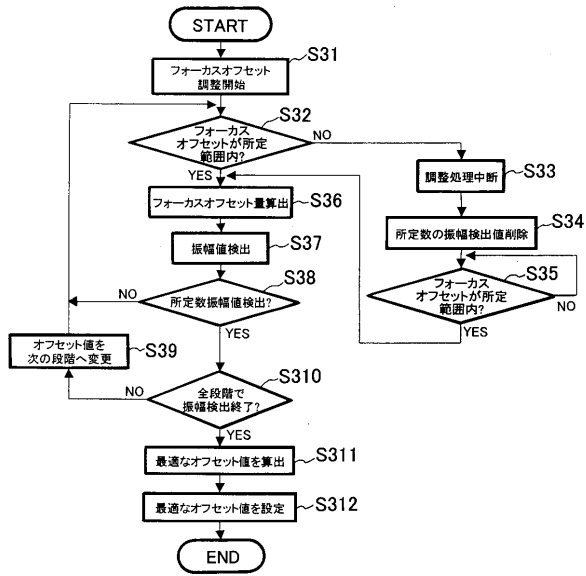 START
S31
フォーカスオフセット
調整開始
S32
フォーカス
オフセットが所定
範囲内?
NO
YES
S33
調整処理中断
S36
フォーカスオフセット量算出
S34
所定数の振幅検出値削除
S37
振幅値検出
S35
フォーカス
オフセットが所定
範囲内?
NO
YES
S38
所定数振幅値検出?
NO
YES
S39
オフセット値を
次の段階へ変更
S310
全段階で
振幅検出終了?
NO
YES
S311
最適なオフセット値を算出
S312
最適なオフセット値を設定
END